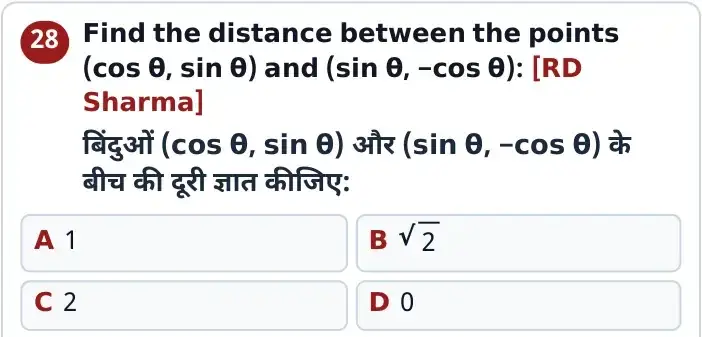 28 Find the distance between the points
(cos θ, sin θ) and (sin θ, –cos θ): [RD
Sharma]
बिंदुओं (cos θ, sin θ) और (sin θ, –cos θ) के
बीच की दूरी ज्ञात कीजिए:
A 1
B √2
C 2
D 0